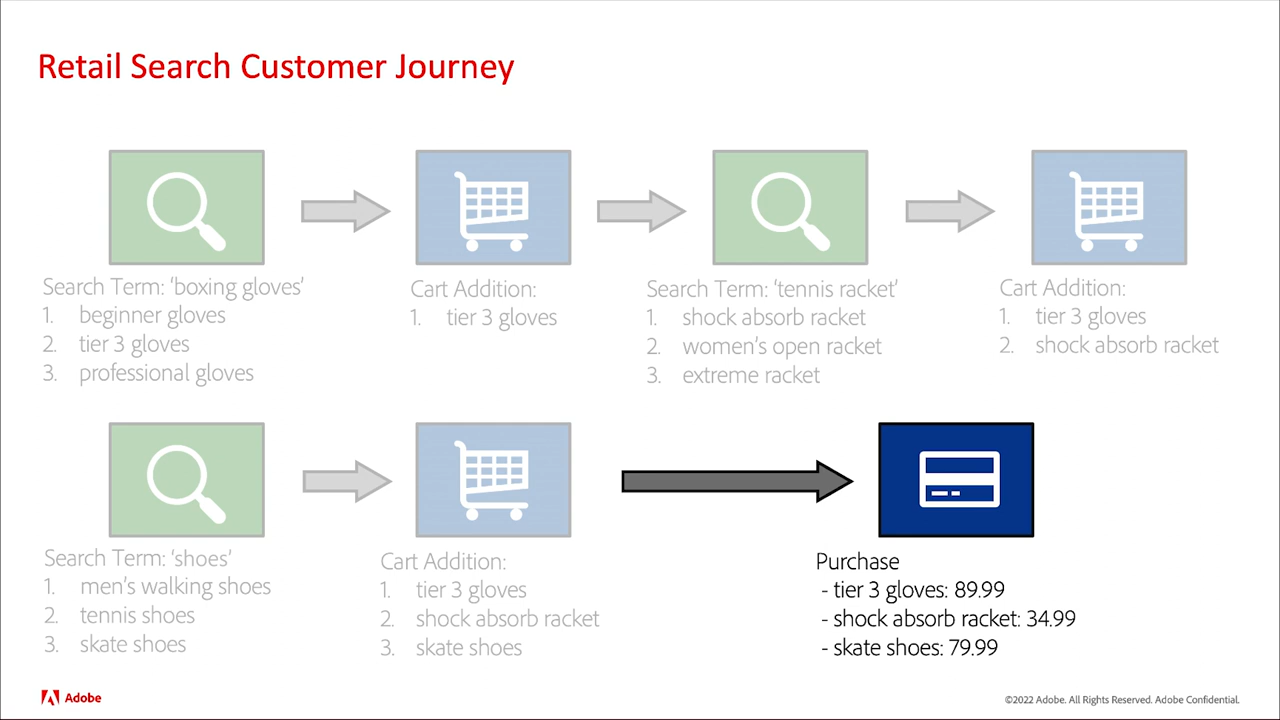 Retail Search Customer Journey
Search Term: ‘boxing gloves’
1. beginner gloves
2. tier 3 gloves
3. professional gloves
Cart Addition:
1. tier 3 gloves
Search Term: ‘tennis racket’
1. shock absorb racket
2. women’s open racket
3. extreme racket
Cart Addition:
1. tier 3 gloves
2. shock absorb racket
Search Term: ‘shoes’
1. men’s walking shoes
2. tennis shoes
3. skate shoes
Cart Addition:
1. tier 3 gloves
2. shock absorb racket
3. skate shoes
Purchase
- tier 3 gloves: 89.99
- shock absorb racket: 34.99
- skate shoes: 79.99
Adobe
©2022 Adobe. All Rights Reserved. Adobe Confidential.